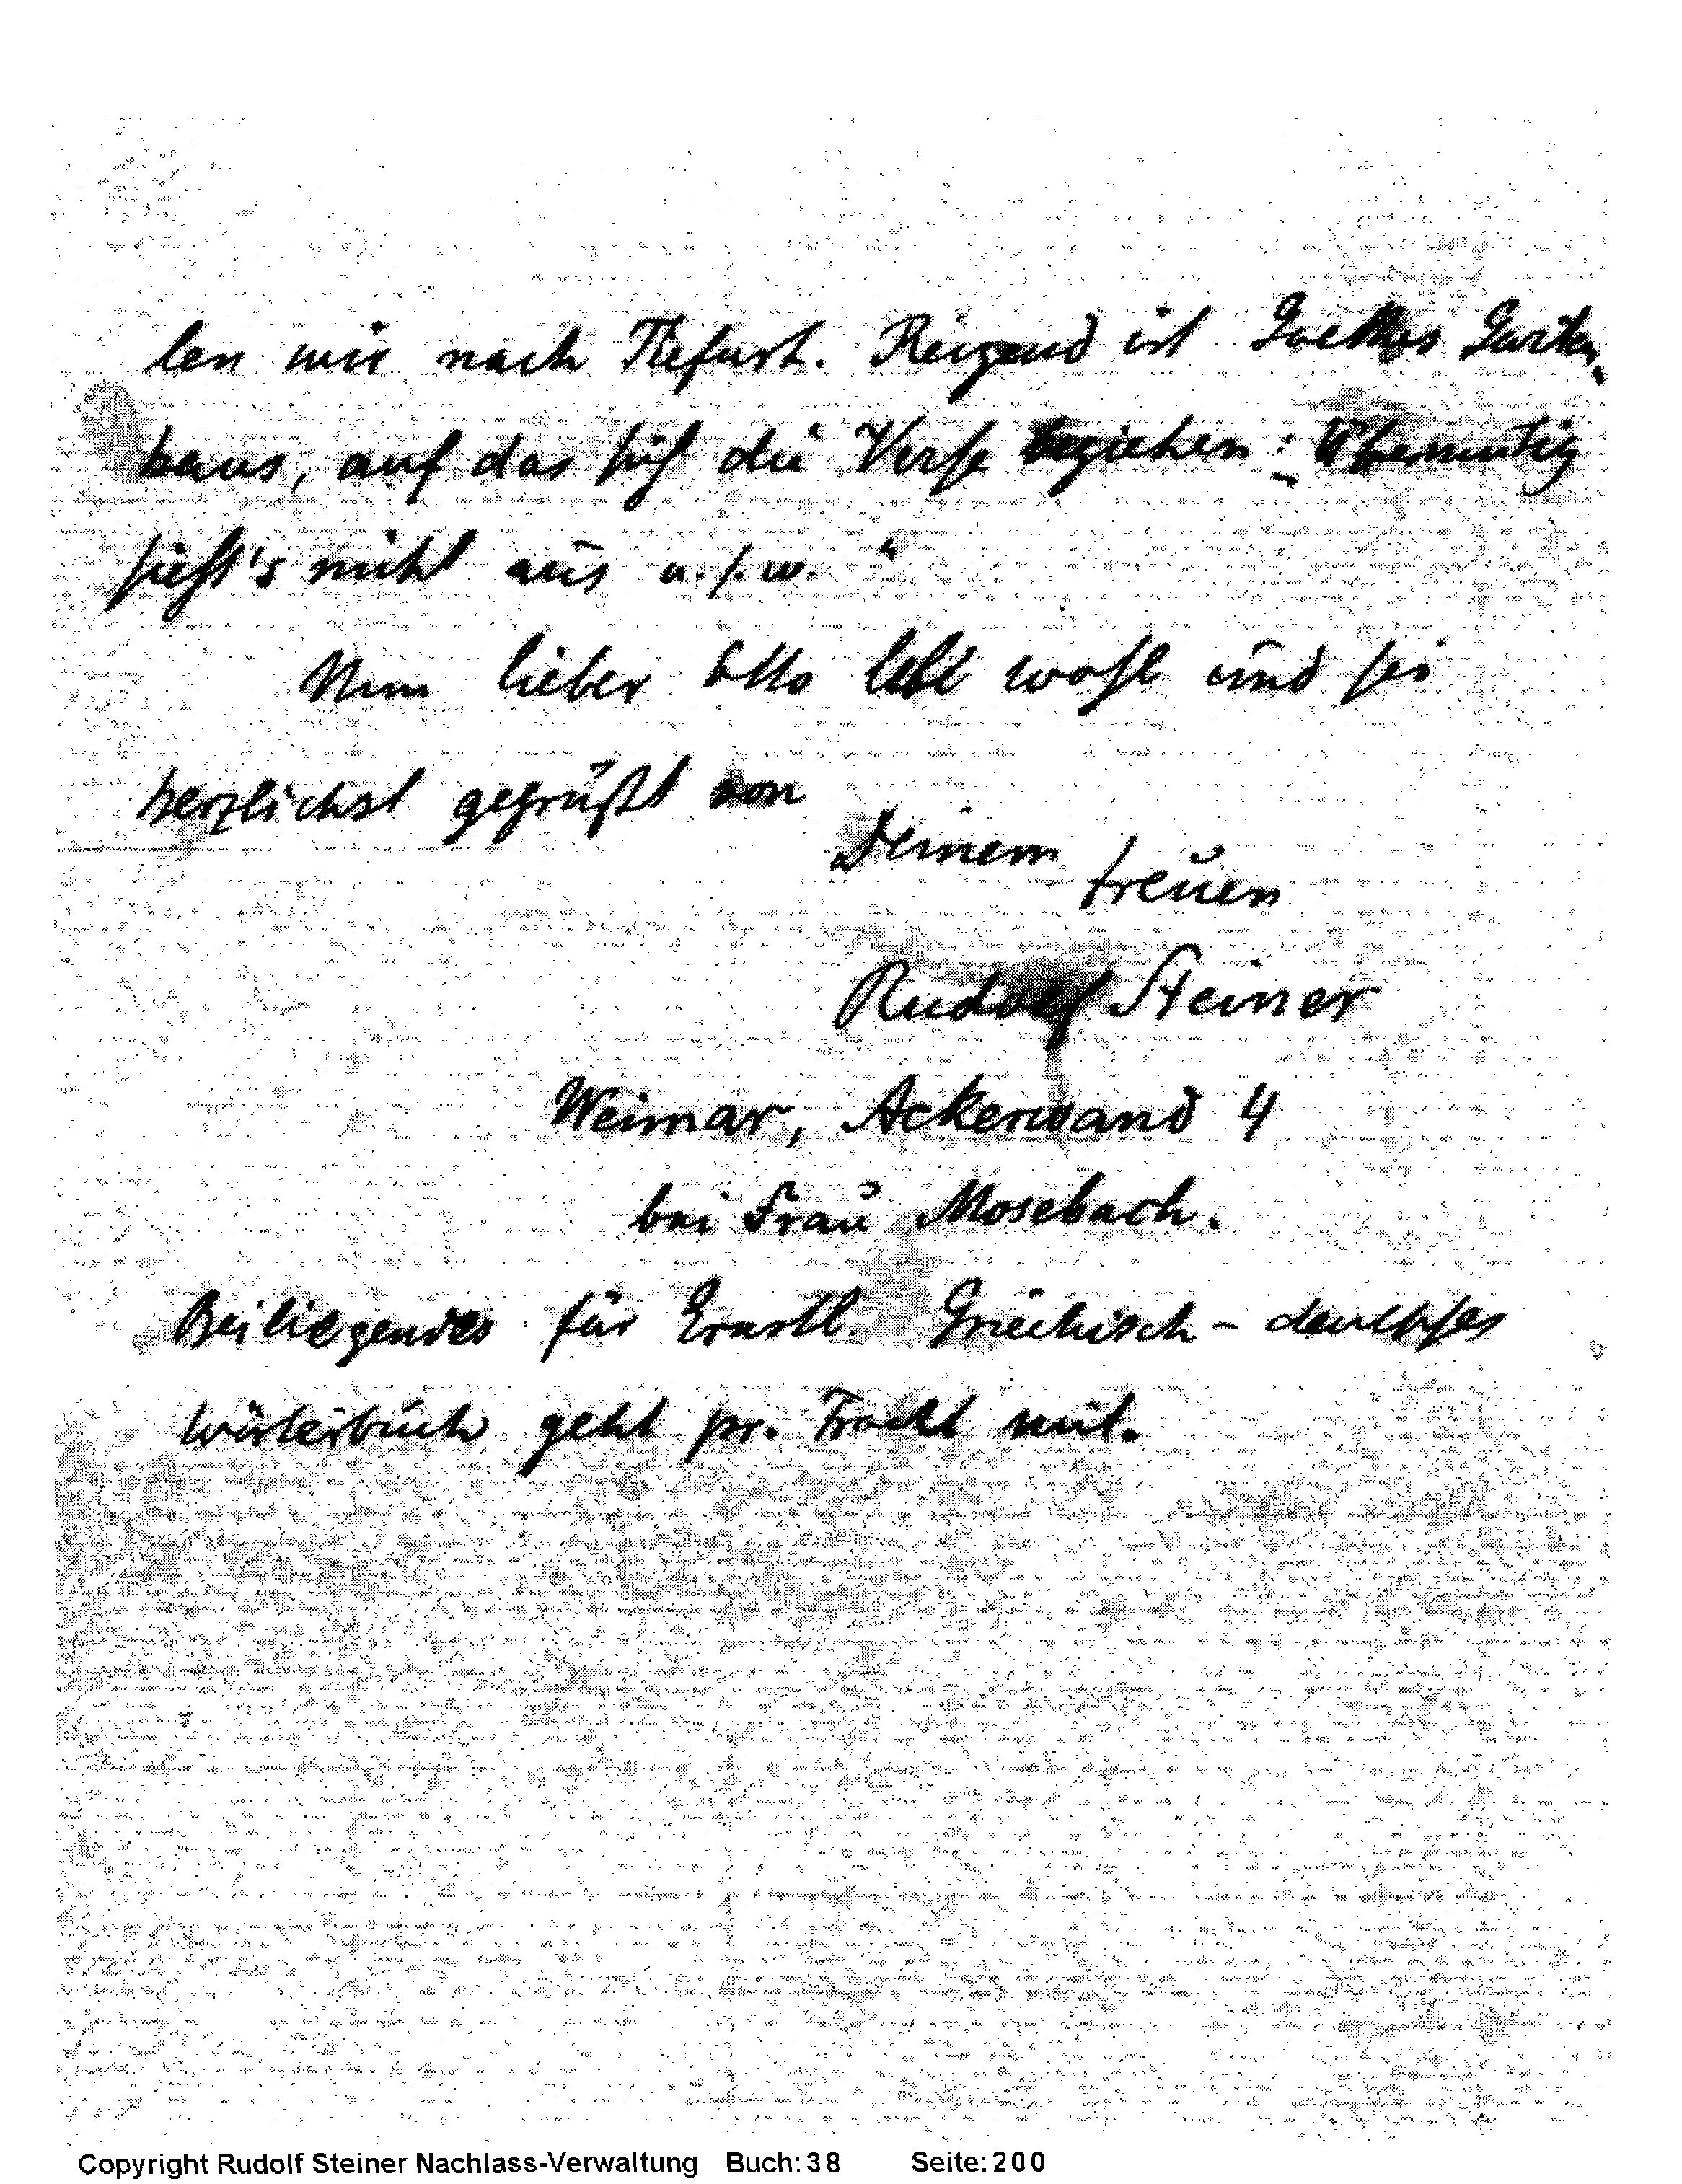 len wir nach Tiefurt. Reizend ist Goethes Garten-
haus, auf das sich die Verse beziehen: „Übermütig
sieht's nicht aus u.s.w.“
Nun lieber Otto lebe wohl und sei
herzlichst gegrüßt von
Deinem
treuen
Rudolf Steiner
Weimar, Ackerwand 4
bei Frau Mosebach.
Beiliegendes für Ernstl. Griechisch-deutsches
Wörterbuch geht pr. Fracht mit.
Copyright Rudolf Steiner Nachlass-Verwaltung Buch:38 Seite:200